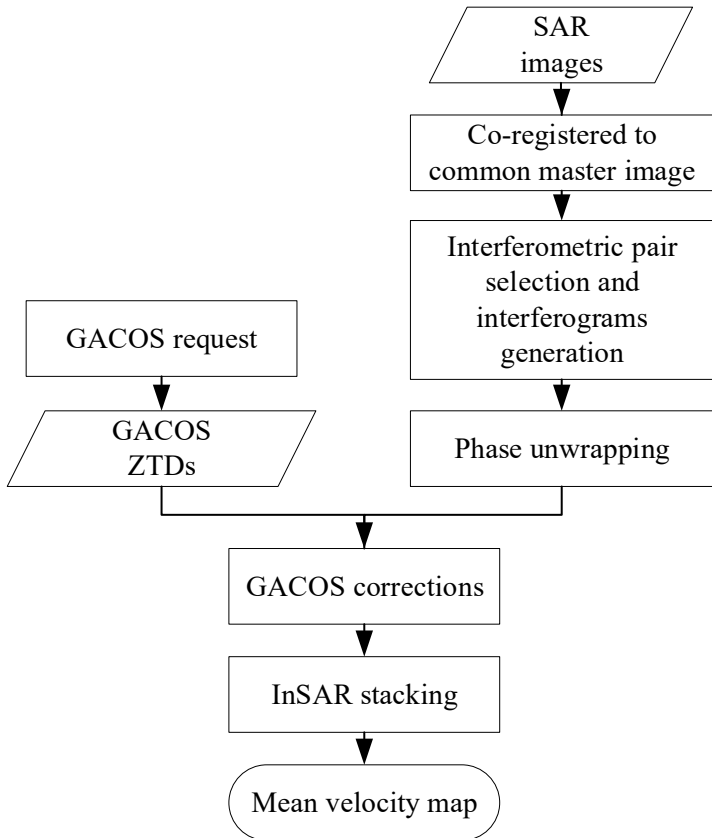 SAR
images
Co-registered to
common master image
Interferometric pair
selection and
interferograms
generation
GACOS request
GACOS
ZTDs
Phase unwrapping
GACOS corrections
InSAR stacking
Mean velocity map